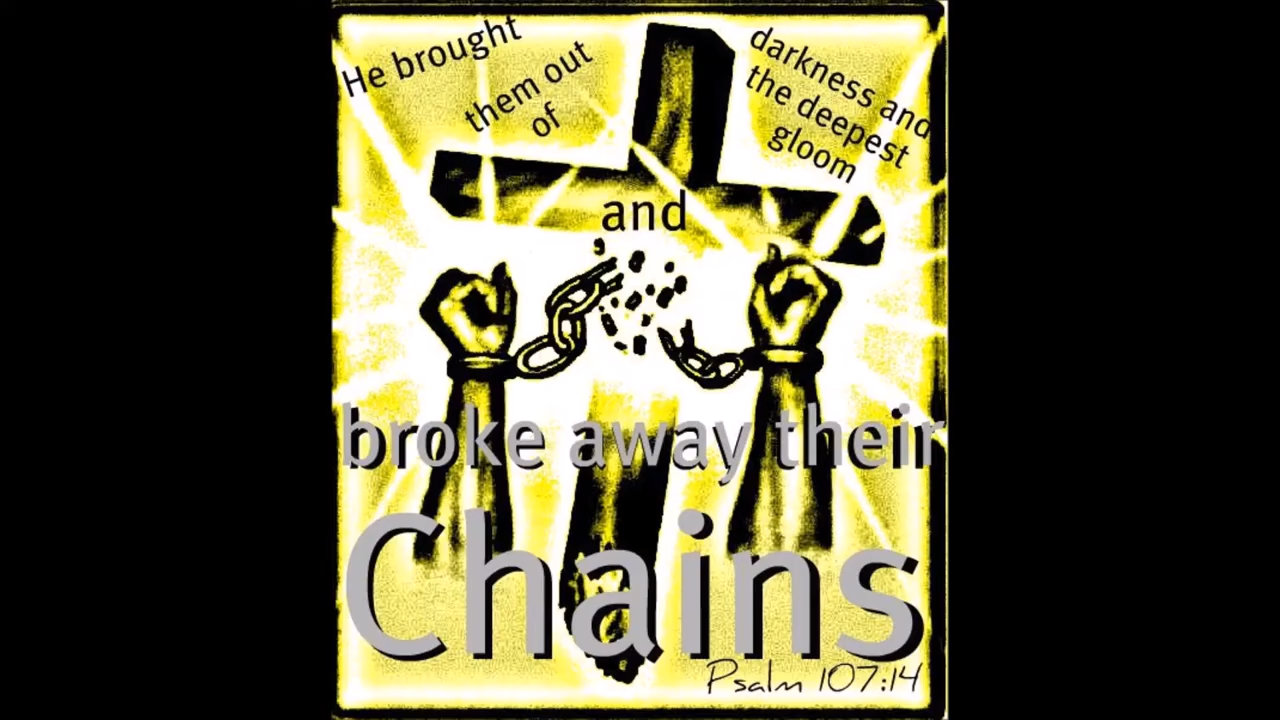 He brought
them out
of
darkness and
the deepest
gloom
and
broke away their
Chains
Psalm 107:14